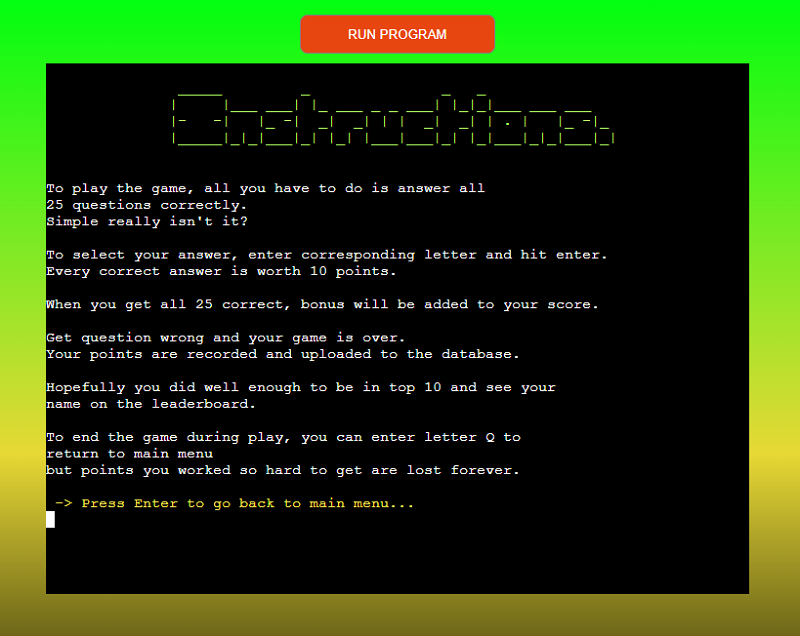 RUN PROGRAM
Instructions.
To play the game, all you have to do is answer all
25 questions correctly.
Simple really isn't it?
To select your answer, enter corresponding letter and hit enter.
Every correct answer is worth 10 points.
When you get all 25 correct, bonus will be added to your score.
Get question wrong and your game is over.
Your points are recorded and uploaded to the database.
Hopefully you did well enough to be in top 10 and see your
name on the leaderboard.
To end the game during play, you can enter letter Q to
return to main menu
but points you worked so hard to get are lost forever.
-> Press Enter to go back to main menu...